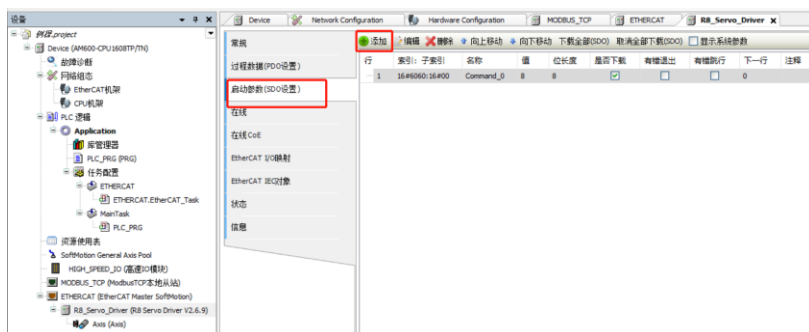 设备
例程.project
Device (AM600-CPU1608TP/TN)
故障诊断
网络组态
EtherCAT机架
CPU机架
PLC 逻辑
Application
库管理器
PLC_PRG (PRG)
任务配置
ETHERCAT
ETHERCAT.EtherCAT_Task
MainTask
PLC_PRG
资源使用表
SoftMotion General Axis Pool
HIGH_SPEED_IO (高速IO模块)
MODBUS_TCP (ModbusTCP本地从站)
ETHERCAT (EtherCAT Master SoftMotion)
R8_Servo_Driver (R8 Servo Driver V2.6.9)
Axis (Axis)
Device Network Configuration Hardware Configuration MODBUS_TCP ETHERCAT R8_Servo_Driver
常规
过程数据(PDO设置)
启动参数(SDO设置)
在线
在线CoE
EtherCAT I/O映射
EtherCAT IEC对象
状态
信息
添加 编辑 删除 向上移动 向下移动 下载全部(SDO) 取消全部下载(SDO) 显示系统参数
行 索引: 子索引 名称 值 位长度 是否下载 有错退出 有错跳行 下一行 注释
1 16#6060:16#00 Command_0 8 8 0